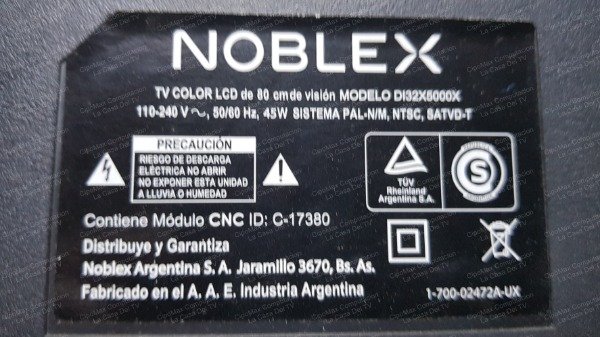 NOBLEX
TV COLOR LCD de 80 cm de visión MODELO DI32X5000X
110-240 V ~, 50/60 Hz, 45W SISTEMA PAL-N/M, NTSC, SATVD-T
PRECAUCIÓN
RIESGO DE DESCARGA
ELÉCTRICA NO ABRIR
NO EXPONER ESTA UNIDAD
A LLUVIA O HUMEDAD
TÜV
Rheinland
Argentina S.A.
S
Contiene Módulo CNC ID: C-17380
Distribuye y Garantiza
Noblex Argentina S. A. Jaramillo 3670, Bs. As.
Fabricado en el A. A. E. Industria Argentina
1-700-02472A-UX